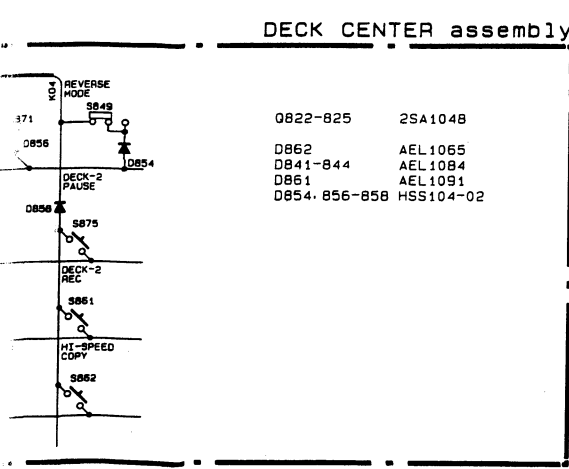 DECK CENTER assembly
KD4
REVERSE
MODE
S849
871
D856
D854
DECK-2
PAUSE
D858
S875
DECK-2
REC
S861
HI-SPEED
COPY
S862
Q822-825 2SA1048
D862 AEL1065
D841-844 AEL1084
D861 AEL1091
D854, 856-858 HSS104-02